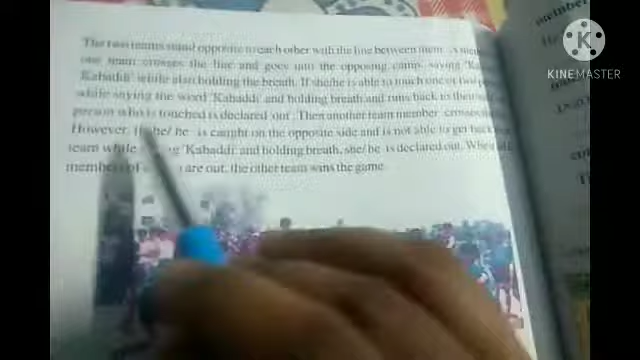 The two teams stand opposite to each other with the line between them. A
one team crosses the line and goes into the opposing camp, saying
Kabaddi' while also holding the breath. If she/he is able to touch one or
while saying the word 'Kabaddi' and holding breath and runs back to
person who is touched is declared out. Then another team member crosses
However, if she/ he is caught on the opposite side and is not able to get back
team while 'Kabaddi' and holding breath, she/ he is declared out.
members of are out, the other team wins the game.
member
KINEMASTER